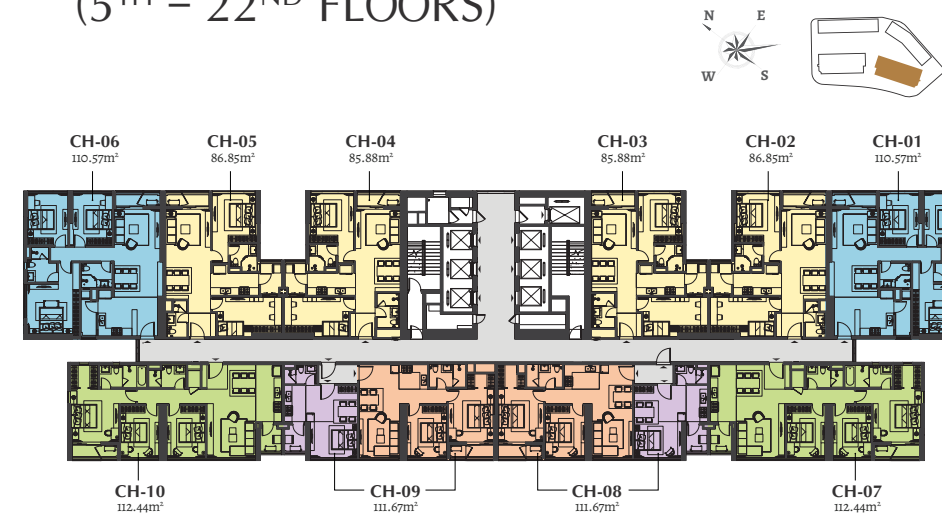 (5TH – 22ND FLOORS)
N E
W S
CH-06 CH-05 CH-04 CH-03 CH-02 CH-01
110.57m² 86.85m² 85.88m² 85.88m² 86.85m² 110.57m²
CH-10 CH-09 CH-08 CH-07
112.44m² 111.67m² 111.67m² 112.44m²